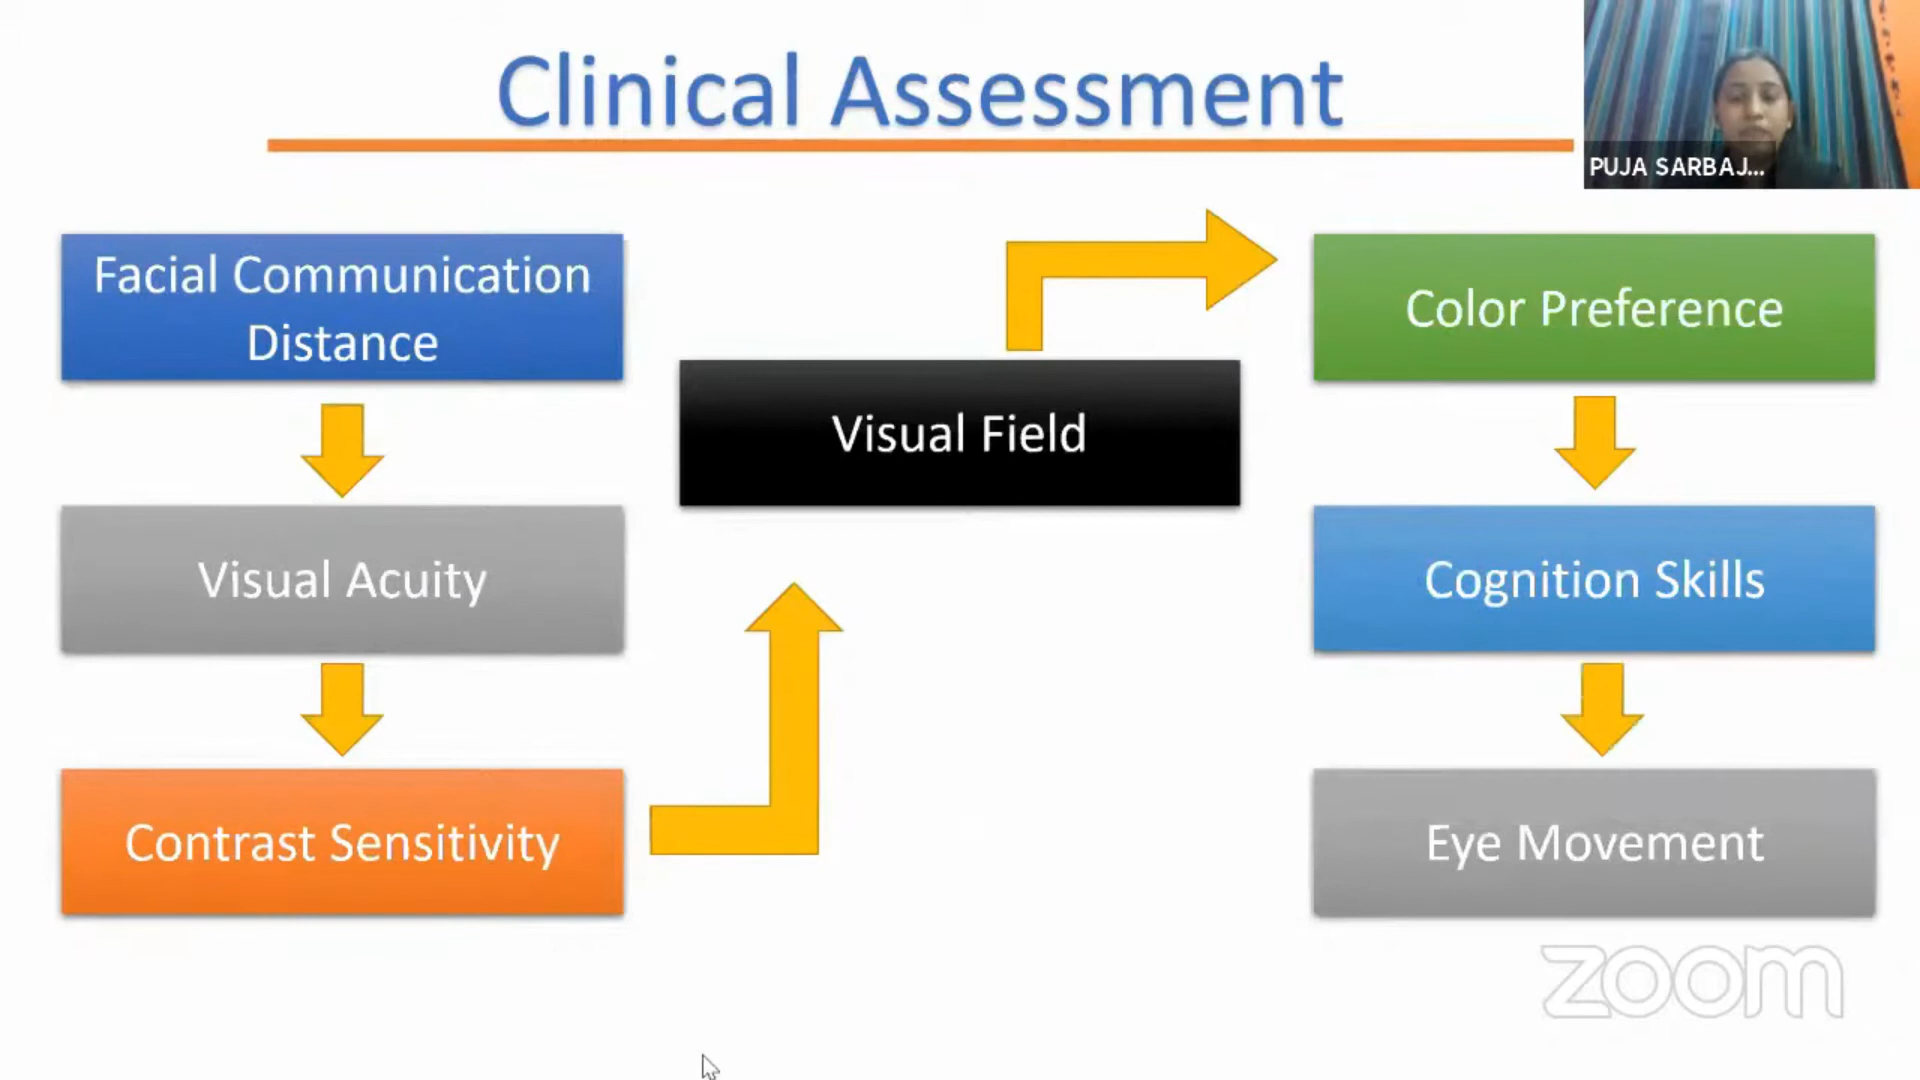 Clinical Assessment
PUJA SARBAJ...
Facial Communication
Distance
Visual Acuity
Contrast Sensitivity
Visual Field
Color Preference
Cognition Skills
Eye Movement
zoom